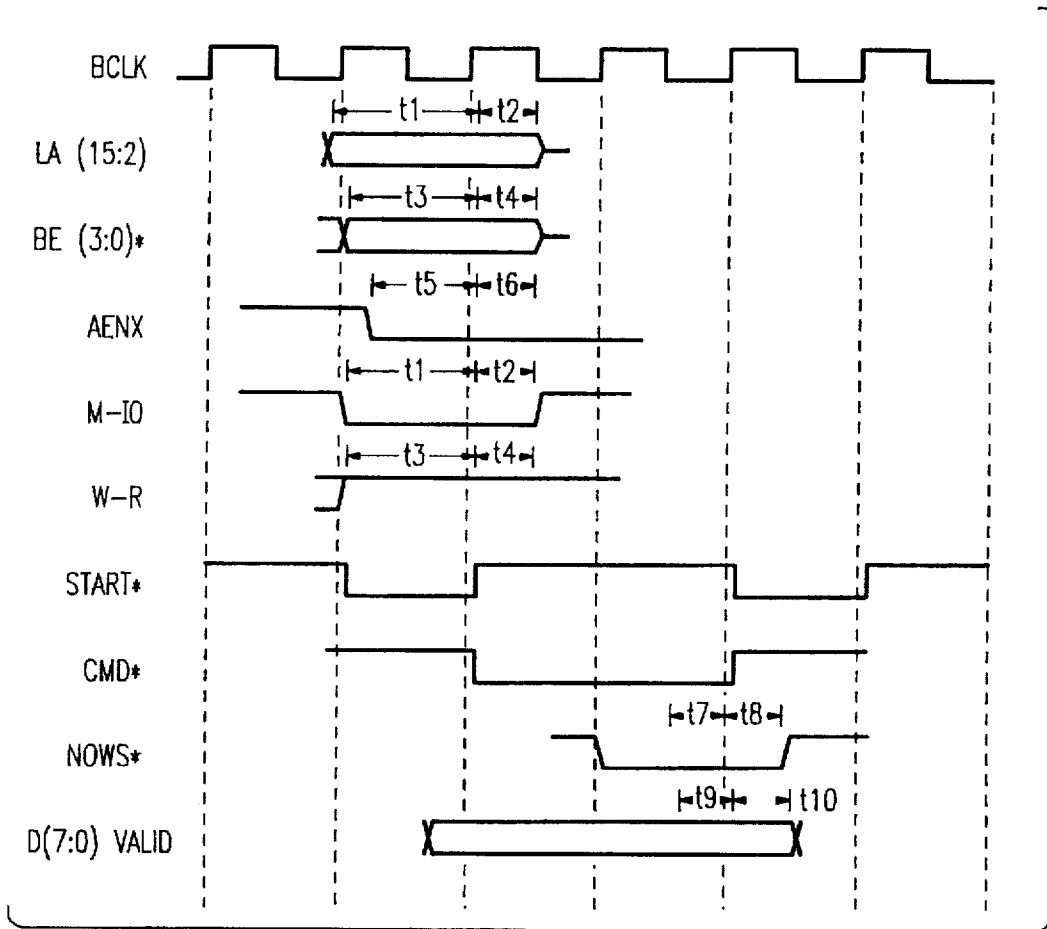 BCLK
t1 t2
LA (15:2)
t3 t4
BE (3:0)*
t5 t6
AENX
t1 t2
M-IO
t3 t4
W-R
START*
CMD*
t7 t8
NOWS*
t9 t10
D(7:0) VALID